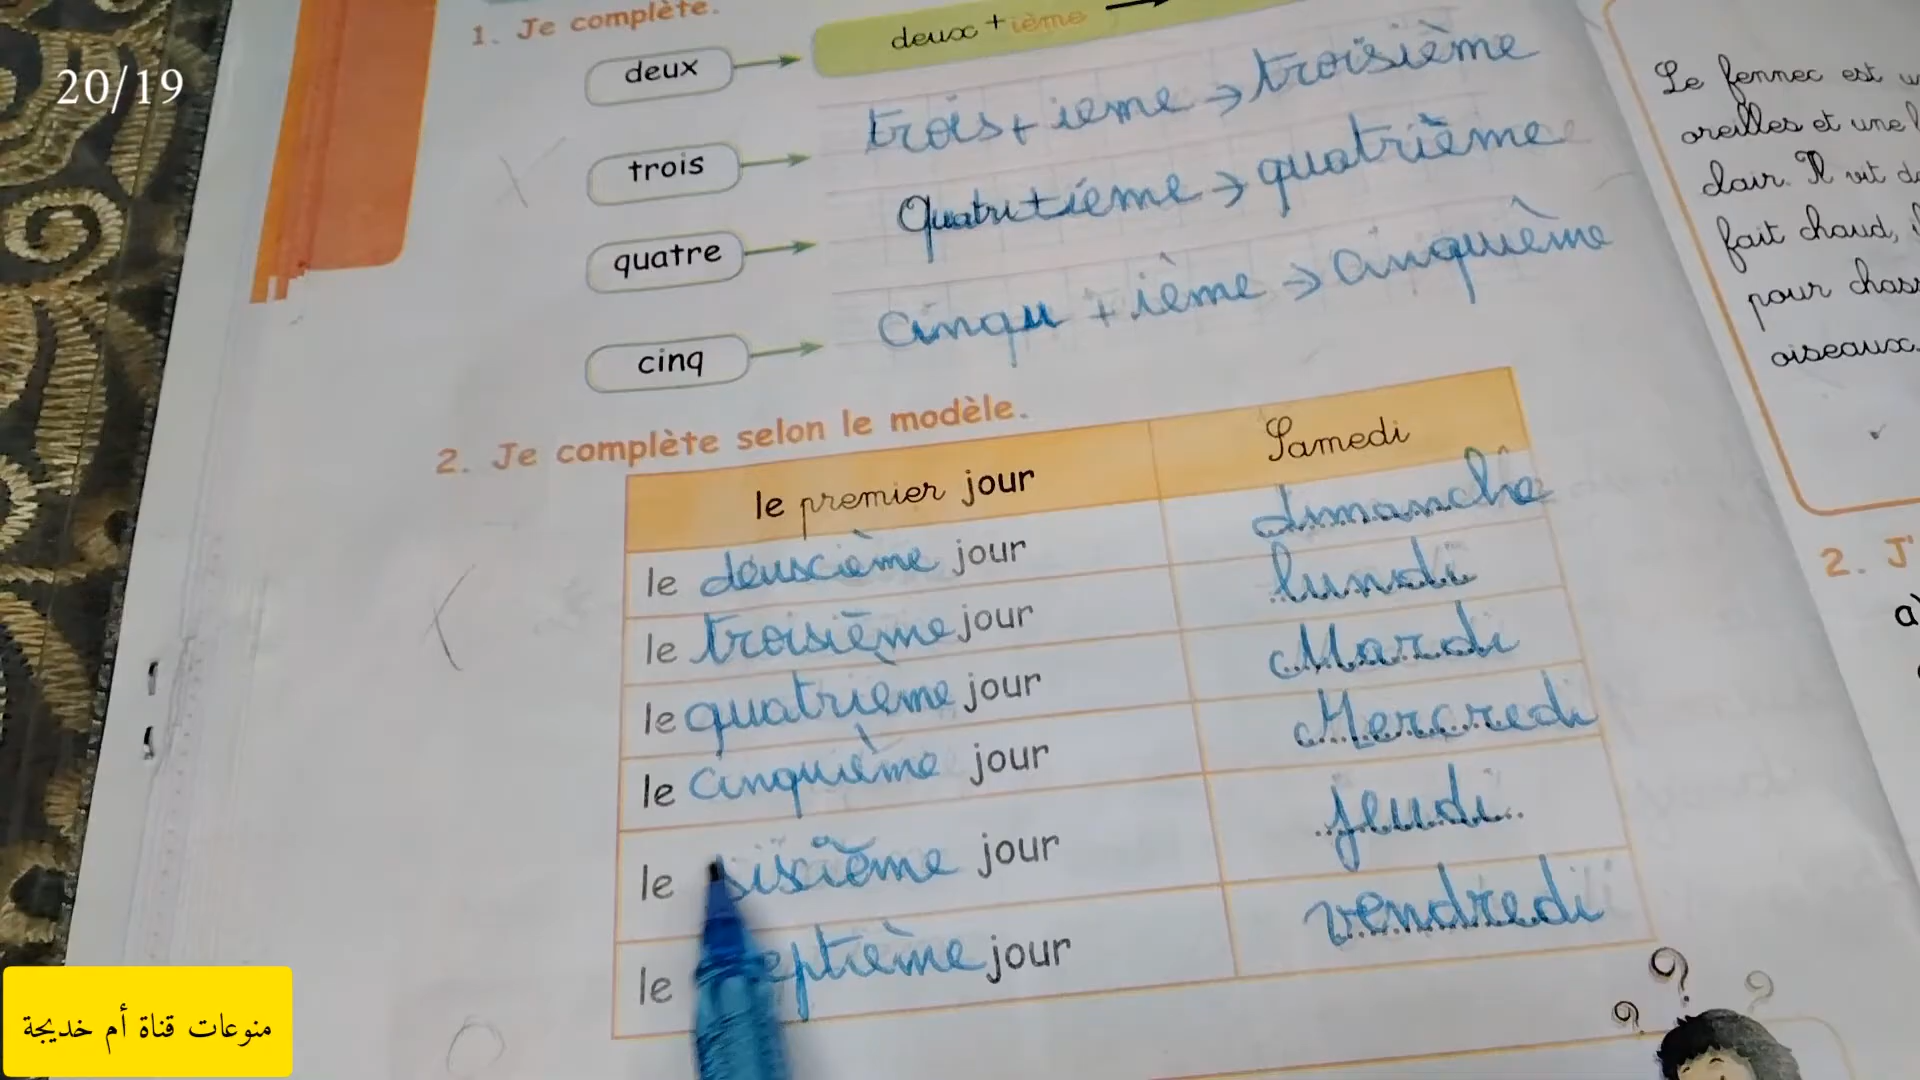 20/19
1. Je complète.
deux
deux + ième
trois
trois + ieme → troisième
quatre
quatr + ième → quatrième
cinq
cinqu + ième → cinquième
2. Je complète selon le modèle.
le premier jour Samedi
le deuxième jour dimanche
le troisième jour lundi
le quatrième jour Mardi
le cinquième jour Mercredi
le sixième jour jeudi
le septième jour vendredi
Le fennec est
oreilles et une
clair. Il vit
fait chaud,
pour
oiseaux.
2. J'
a)
? ? ?
منوعات قناة أم خديجة